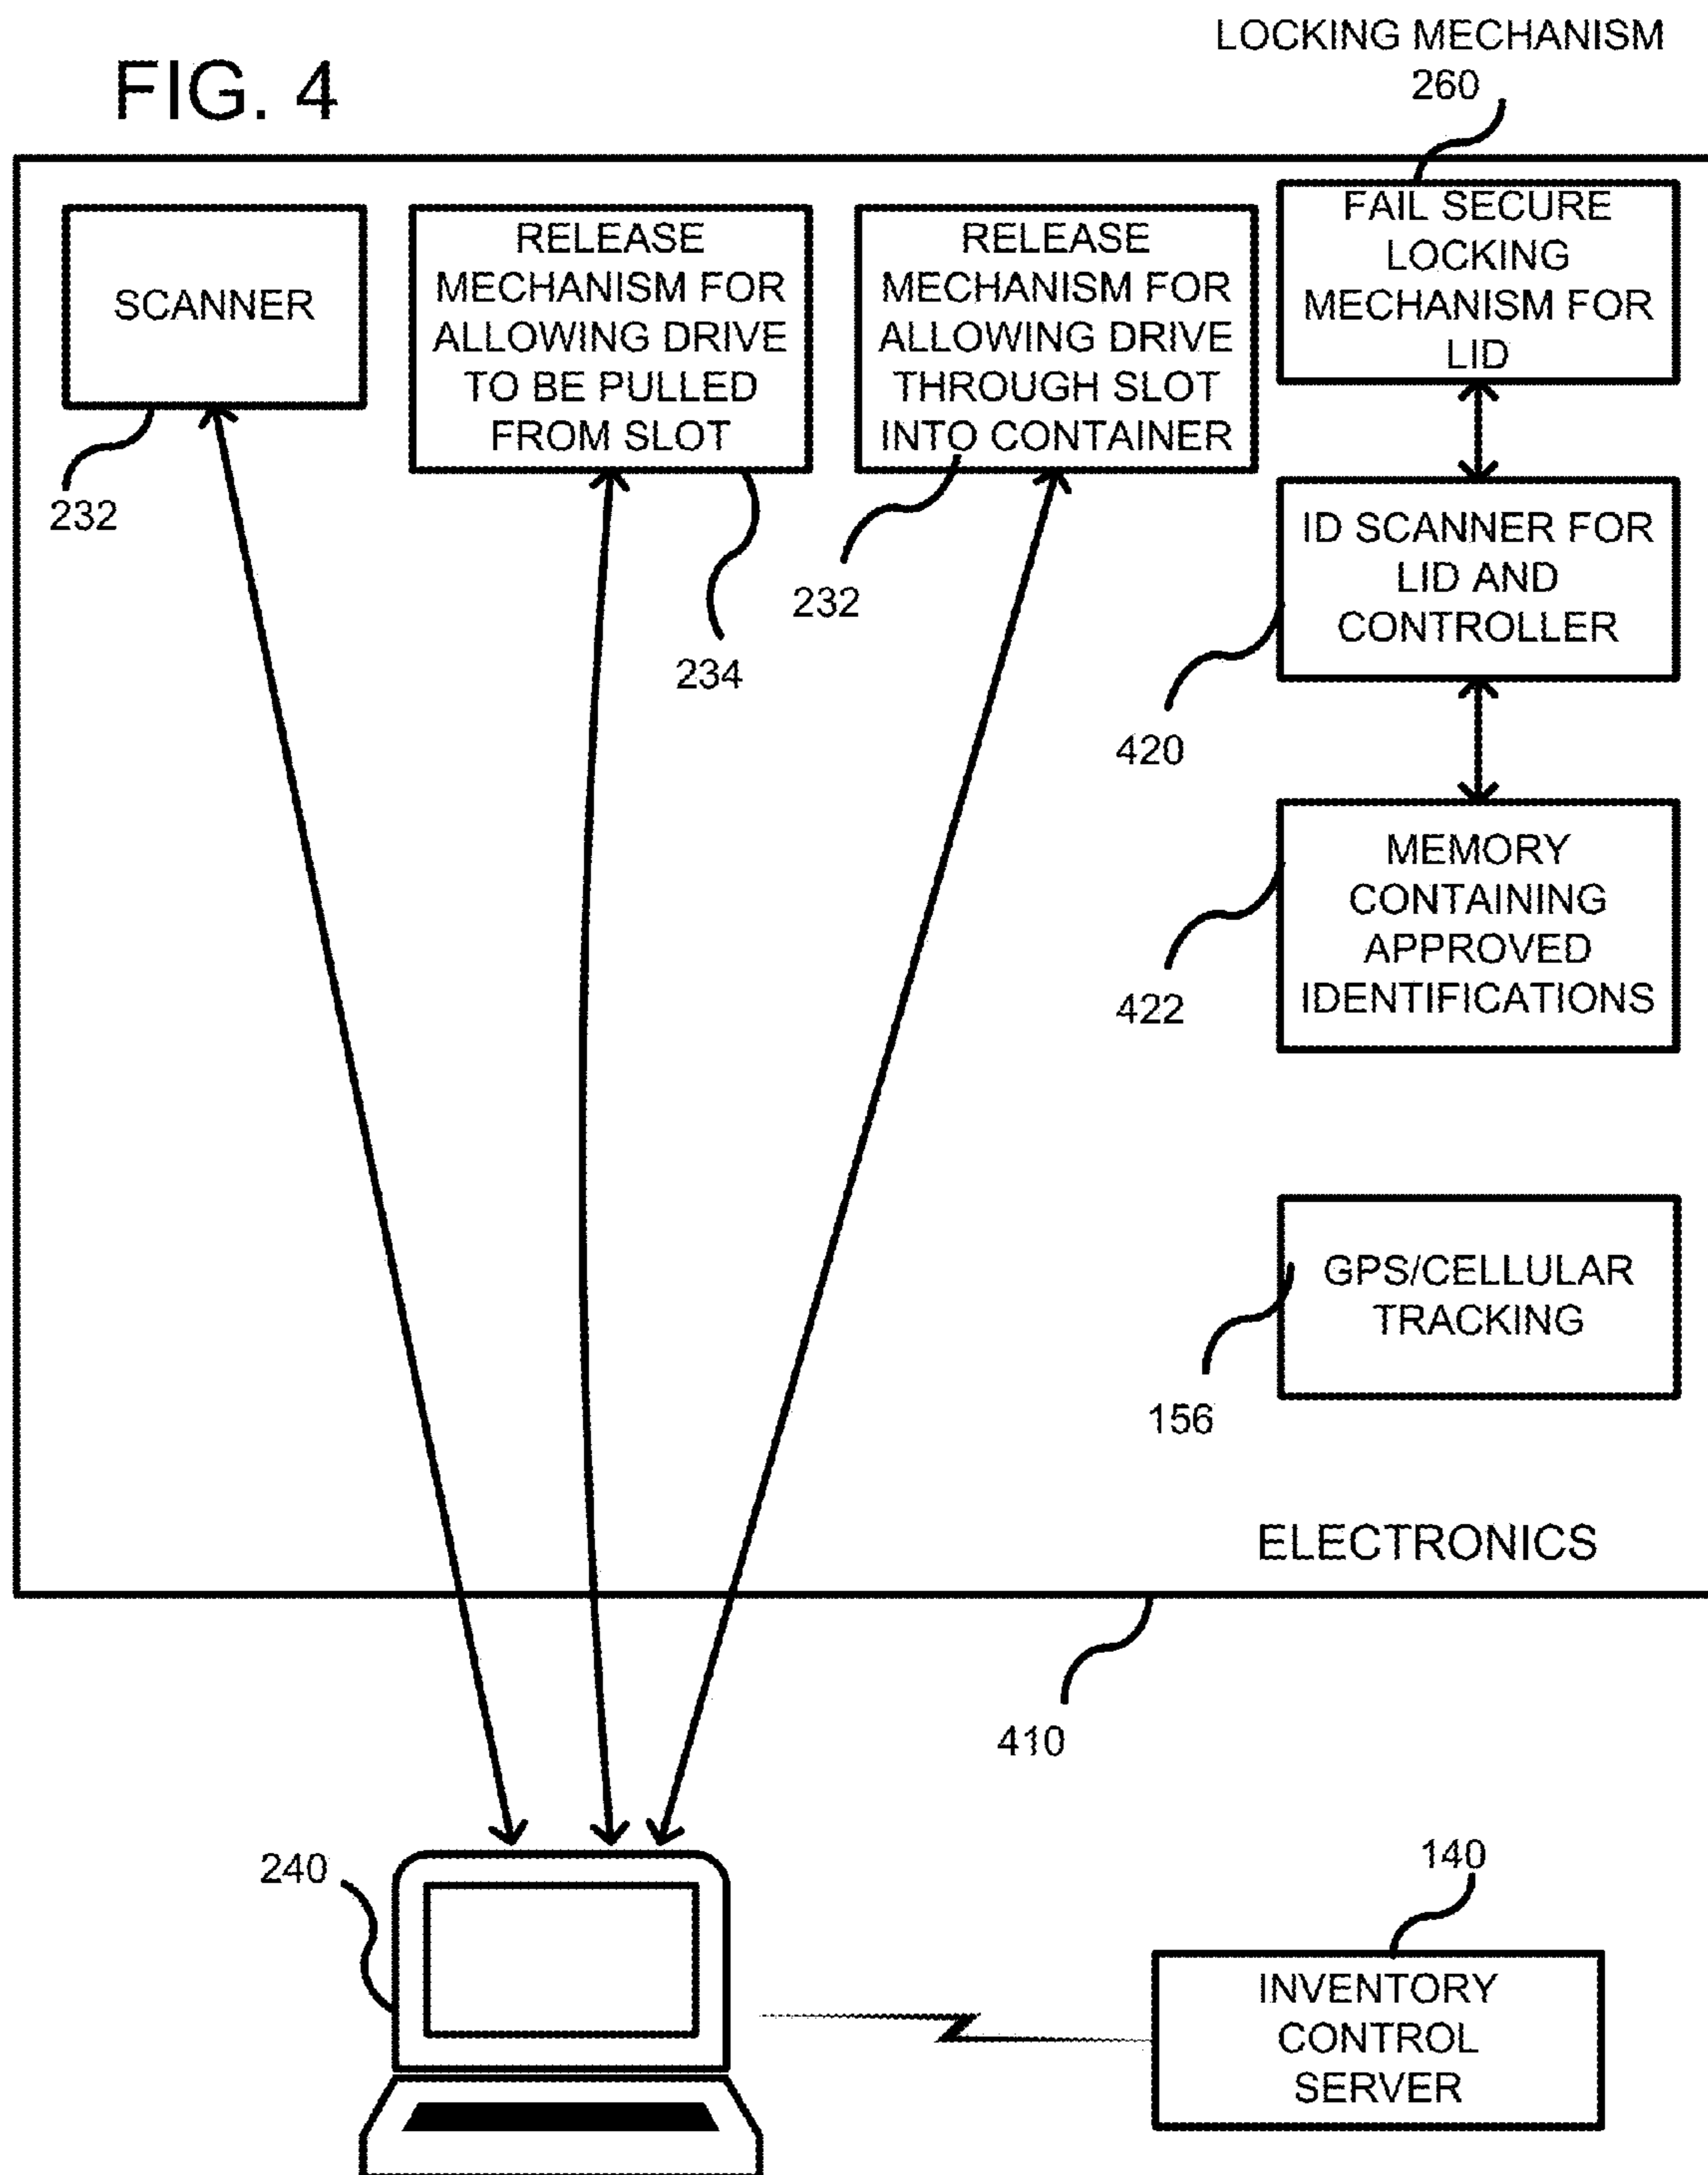 FIG. 4
LOCKING MECHANISM
260
SCANNER
232
RELEASE
MECHANISM FOR
ALLOWING DRIVE
TO BE PULLED
FROM SLOT
234
RELEASE
MECHANISM FOR
ALLOWING DRIVE
THROUGH SLOT
INTO CONTAINER
232
FAIL SECURE
LOCKING
MECHANISM FOR
LID
ID SCANNER FOR
LID AND
CONTROLLER
420
MEMORY
CONTAINING
APPROVED
IDENTIFICATIONS
422
GPS/CELLULAR
TRACKING
156
ELECTRONICS
410
240
140
INVENTORY
CONTROL
SERVER